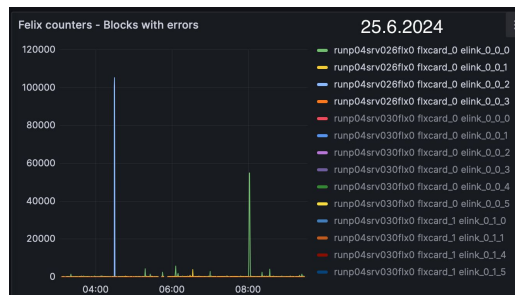 Felix counters - Blocks with errors
25.6.2024
120000
100000
80000
60000
40000
20000
0
04:00
06:00
08:00
runp04srv026flx0 flxcard_0 elink_0_0_0
runp04srv026flx0 flxcard_0 elink_0_0_1
runp04srv026flx0 flxcard_0 elink_0_0_2
runp04srv026flx0 flxcard_0 elink_0_0_3
runp04srv030flx0 flxcard_0 elink_0_0_0
runp04srv030flx0 flxcard_0 elink_0_0_1
runp04srv030flx0 flxcard_0 elink_0_0_2
runp04srv030flx0 flxcard_0 elink_0_0_3
runp04srv030flx0 flxcard_0 elink_0_0_4
runp04srv030flx0 flxcard_0 elink_0_0_5
runp04srv030flx0 flxcard_1 elink_0_1_0
runp04srv030flx0 flxcard_1 elink_0_1_1
runp04srv030flx0 flxcard_1 elink_0_1_4
runp04srv030flx0 flxcard_1 elink_0_1_5